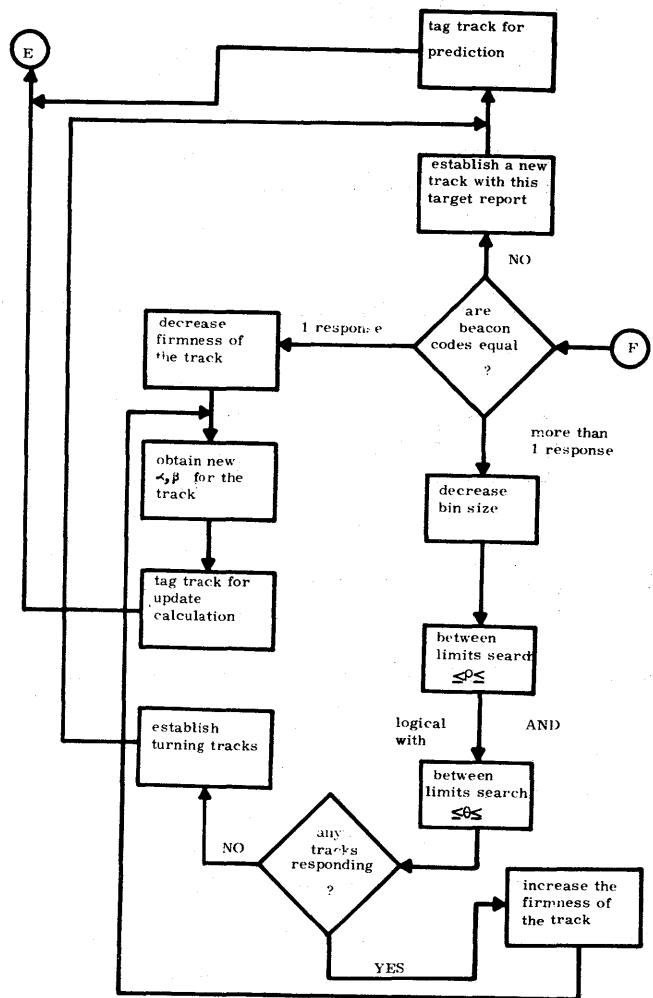 tag track for
prediction
E
establish a new
track with this
target report
NO
are
beacon
codes equal
?
F
1 response
decrease
firmness of
the track
more than
1 response
obtain new
α,β for the
track
decrease
bin size
tag track for
update
calculation
between
limits search
≤ρ≤
logical AND
with
establish
turning tracks
between
limits search
≤θ≤
any
tracks
responding
?
NO
YES
increase the
firmness of
the track